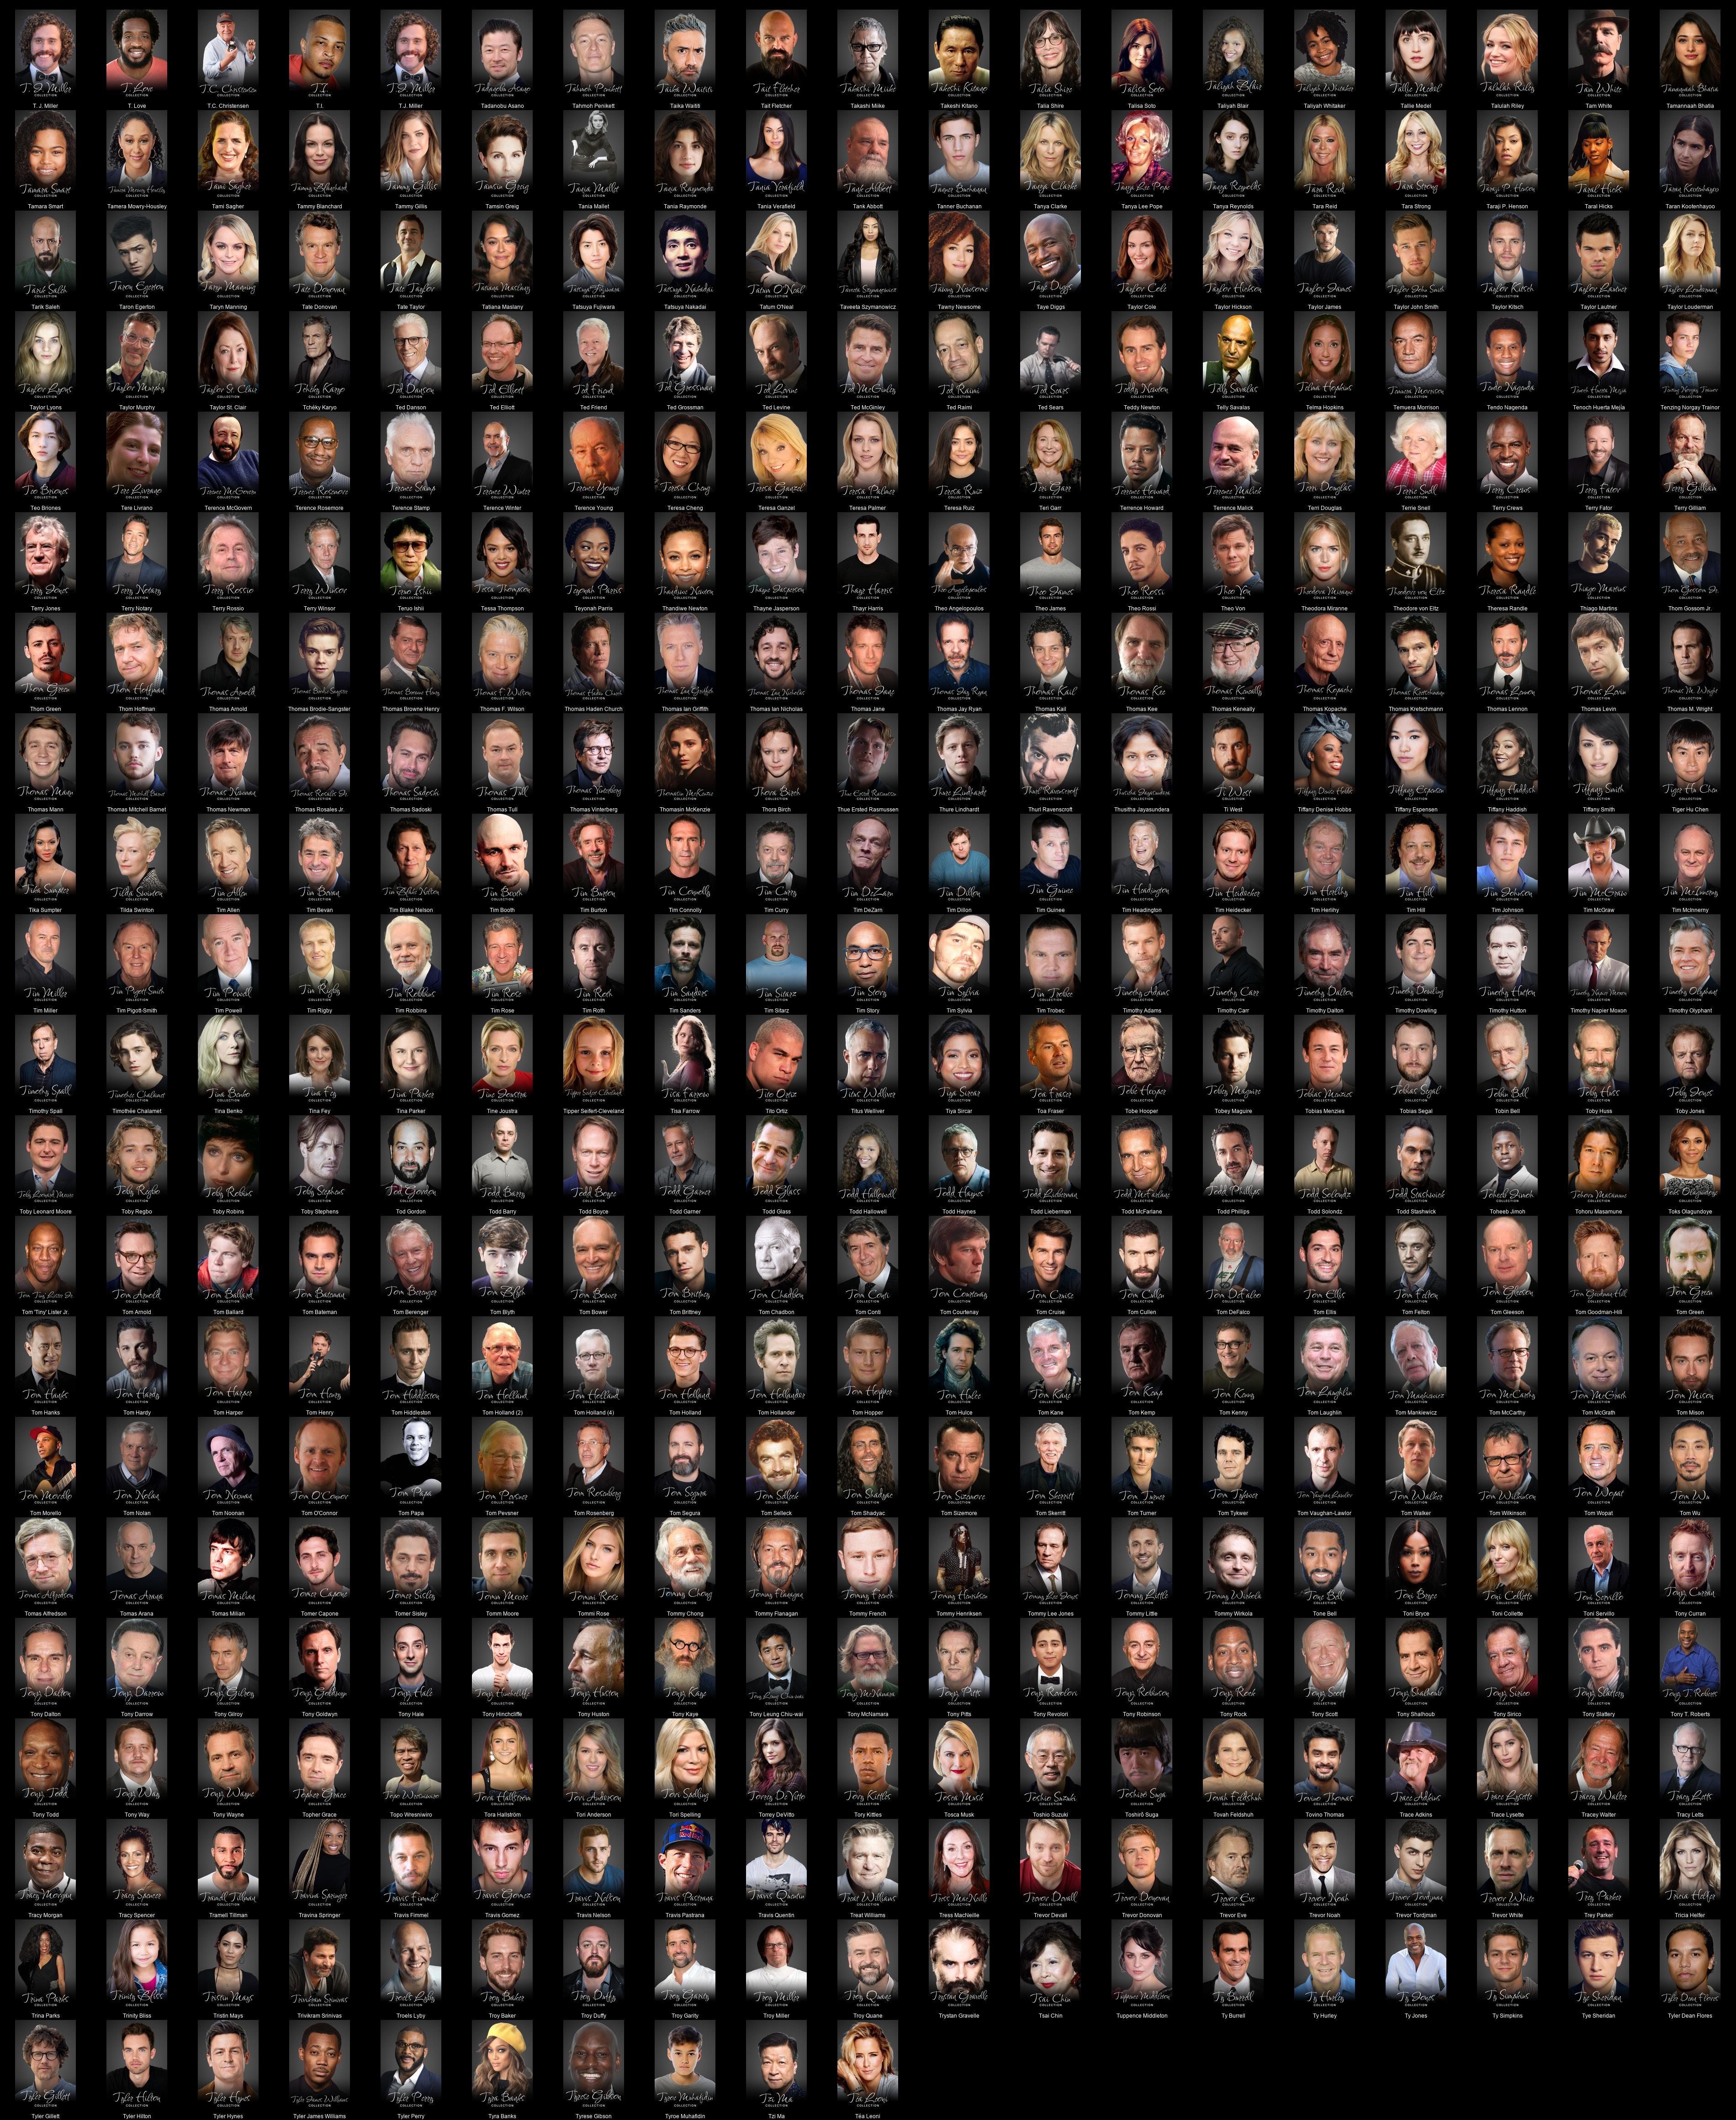 T. J. Miller T. Love T.C. Christensen T.I. T.J. Miller Tadanobu Asano Tahmoh Penikett Taika Waititi Tait Fletcher Takashi Miike Takeshi Kitano Talia Shire Talisa Soto Taliyah Blair Taliyah Whitaker Tallie Medel Talulah Riley Tam White Tamannaah Bhatia
Tamara Smart Tamera Mowry-Housley Tami Sagher Tammy Blanchard Tammy Gillis Tamsin Greig Tania Mallet Tania Raymonde Tania Verafield Tank Abbott Tanner Buchanan Tanya Clarke Tanya Lee Pope Tanya Reynolds Tara Reid Tara Strong Taraji P. Henson Taral Hicks Taran Kootenhayoo
Tarik Saleh Taron Egerton Taryn Manning Tate Donovan Tate Taylor Tatiana Maslany Tatsuya Fujiwara Tatsuya Nakadai Tatum O'Neal Taveeta Szymanowicz Tawny Newsome Taye Diggs Taylor Cole Taylor Hickson Taylor James Taylor John Smith Taylor Kitsch Taylor Lautner Taylor Louderman
Taylor Lyons Taylor Murphy Taylor St. Clair Tchéky Karyo Ted Danson Ted Elliott Ted Friend Ted Grossman Ted Levine Ted McGinley Ted Raimi Ted Sears Teddy Newton Telly Savalas Telma Hopkins Temuera Morrison Tendo Nagenda Tenoch Huerta Mejía Tenzing Norgay Trainor
Teo Briones Tere Livrano Terence McGovern Terence Rosemore Terence Stamp Terence Winter Terence Young Teresa Cheng Teresa Ganzel Teresa Palmer Teresa Ruiz Teri Garr Terrence Howard Terrence Malick Terri Douglas Terrie Snell Terry Crews Terry Fator Terry Gilliam
Terry Jones Terry Notary Terry Rossio Terry Winsor Teruo Ishii Tessa Thompson Teyonah Parris Thandiwe Newton Thayne Jasperson Thayr Harris Theo Angelopoulos Theo James Theo Rossi Theo Von Theodora Miranne Theodore von Eltz Theresa Randle Thiago Martins Thom Gossom Jr.
Thom Green Thom Hoffman Thomas Arnold Thomas Brodie-Sangster Thomas Browne Henry Thomas F. Wilson Thomas Haden Church Thomas Ian Griffith Thomas Ian Nicholas Thomas Jane Thomas Jay Ryan Thomas Kail Thomas Kee Thomas Keneally Thomas Kopache Thomas Kretschmann Thomas Lennon Thomas Levin Thomas M. Wright
Thomas Mann Thomas Mitchell Barnet Thomas Newman Thomas Rosales Jr. Thomas Sadoski Thomas Tull Thomas Vinterberg Thomasin McKenzie Thora Birch Thue Ersted Rasmussen Thure Lindhardt Thurl Ravenscroft Thusitha Jayasundera Ti West Tiffany Denise Hobbs Tiffany Espensen Tiffany Haddish Tiffany Smith Tiger Hu Chen
Tika Sumpter Tilda Swinton Tim Allen Tim Bevan Tim Blake Nelson Tim Booth Tim Burton Tim Connolly Tim Curry Tim DeZarn Tim Dillon Tim Guinee Tim Headington Tim Heidecker Tim Herlihy Tim Hill Tim Johnson Tim McGraw Tim McInnerny
Tim Miller Tim Pigott-Smith Tim Powell Tim Rigby Tim Robbins Tim Rose Tim Roth Tim Sanders Tim Sitarz Tim Story Tim Sylvia Tim Trobec Timothy Adams Timothy Carr Timothy Dalton Timothy Dowling Timothy Hutton Timothy Napier Moxon Timothy Olyphant
Timothy Spall Timothée Chalamet Tina Benko Tina Fey Tina Parker Tine Joustra Tipper Seifert-Cleveland Tisa Farrow Tito Ortiz Titus Welliver Tiya Sircar Toa Fraser Tobe Hooper Tobey Maguire Tobias Menzies Tobias Segal Tobin Bell Toby Huss Toby Jones
Toby Leonard Moore Toby Regbo Toby Robins Toby Stephens Tod Gordon Todd Barry Todd Boyce Todd Garner Todd Glass Todd Hallowell Todd Haynes Todd Lieberman Todd McFarlane Todd Phillips Todd Solondz Todd Stashwick Toheeb Jimoh Tohoru Masamune Toks Olagundoye
Tom 'Tiny' Lister Jr. Tom Arnold Tom Ballard Tom Bateman Tom Berenger Tom Blyth Tom Bower Tom Brittney Tom Chadbon Tom Conti Tom Courtenay Tom Cruise Tom Cullen Tom DeFalco Tom Ellis Tom Felton Tom Gleeson Tom Goodman-Hill Tom Green
Tom Hanks Tom Hardy Tom Harper Tom Henry Tom Hiddleston Tom Holland (2) Tom Holland (4) Tom Holland Tom Hollander Tom Hopper Tom Hulce Tom Kane Tom Kemp Tom Kenny Tom Laughlin Tom Mankiewicz Tom McCarthy Tom McGrath Tom Mison
Tom Morello Tom Nolan Tom Noonan Tom O'Connor Tom Papa Tom Pevsner Tom Rosenberg Tom Segura Tom Selleck Tom Shadyac Tom Sizemore Tom Skerritt Tom Turner Tom Tykwer Tom Vaughan-Lawlor Tom Walker Tom Wilkinson Tom Wopat Tom Wu
Tomas Alfredson Tomas Arana Tomas Milian Tomer Capone Tomer Sisley Tomm Moore Tommi Rose Tommy Chong Tommy Flanagan Tommy French Tommy Henriksen Tommy Lee Jones Tommy Little Tommy Wirkola Tone Bell Toni Bryce Toni Collette Toni Servillo Tony Curran
Tony Dalton Tony Darrow Tony Gilroy Tony Goldwyn Tony Hale Tony Hinchcliffe Tony Huston Tony Kaye Tony Leung Chiu-wai Tony McNamara Tony Pitts Tony Revolori Tony Robinson Tony Rock Tony Scott Tony Shalhoub Tony Sirico Tony Slattery Tony T. Roberts
Tony Todd Tony Way Tony Wayne Topher Grace Topo Wresniwiro Tora Hallström Tori Anderson Tori Spelling Torrey DeVitto Tory Kittles Tosca Musk Toshio Suzuki Toshirô Suga Tovah Feldshuh Tovino Thomas Trace Adkins Trace Lysette Tracey Walter Tracy Letts
Tracy Morgan Tracy Spencer Tramell Tillman Travina Springer Travis Fimmel Travis Gomez Travis Nelson Travis Pastrana Travis Quentin Treat Williams Tress MacNeille Trevor Devall Trevor Donovan Trevor Eve Trevor Noah Trevor Tordjman Trevor White Trey Parker Tricia Helfer
Trina Parks Trinity Bliss Tristin Mays Trivikram Srinivas Troels Lyby Troy Baker Troy Duffy Troy Garity Troy Miller Troy Quane Trystan Gravelle Tsai Chin Tuppence Middleton Ty Burrell Ty Hurley Ty Jones Ty Simpkins Tye Sheridan Tyler Dean Flores
Tyler Gillett Tyler Hilton Tyler Hynes Tyler James Williams Tyler Perry Tyra Banks Tyrese Gibson Tyroe Muhafidin Tzi Ma Téa Leoni